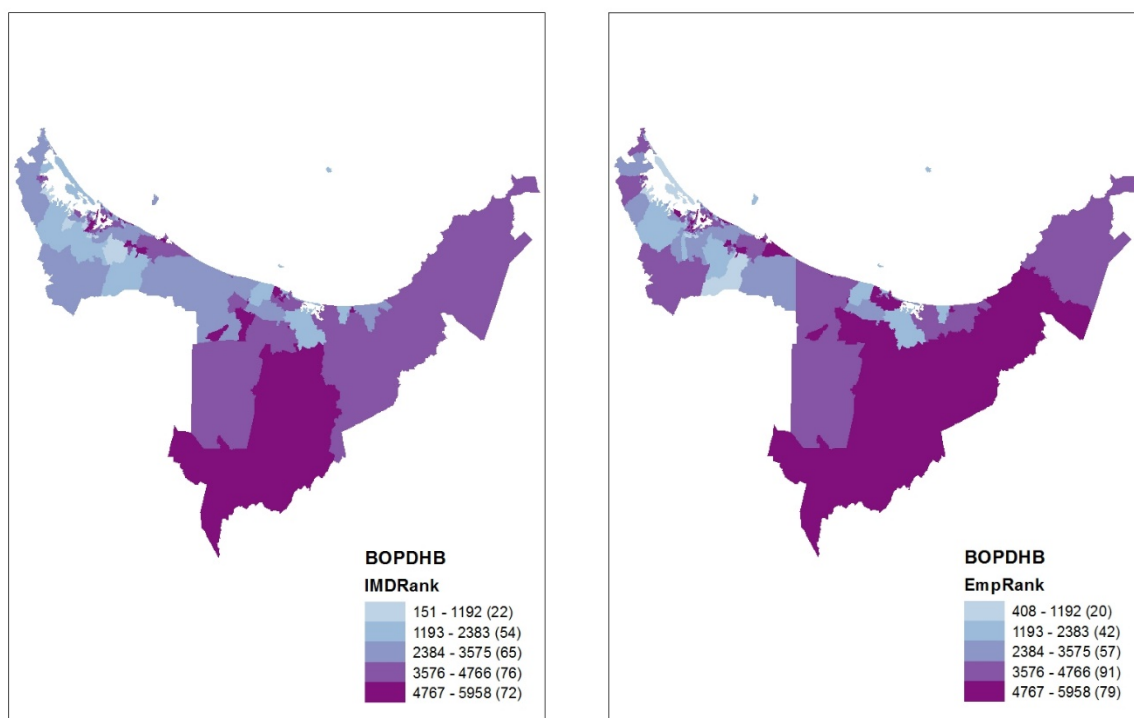 BOPDHB
IMDRank
151 - 1192 (22)
1193 - 2383 (54)
2384 - 3575 (65)
3576 - 4766 (76)
4767 - 5958 (72)
BOPDHB
EmpRank
408 - 1192 (20)
1193 - 2383 (42)
2384 - 3575 (57)
3576 - 4766 (91)
4767 - 5958 (79)